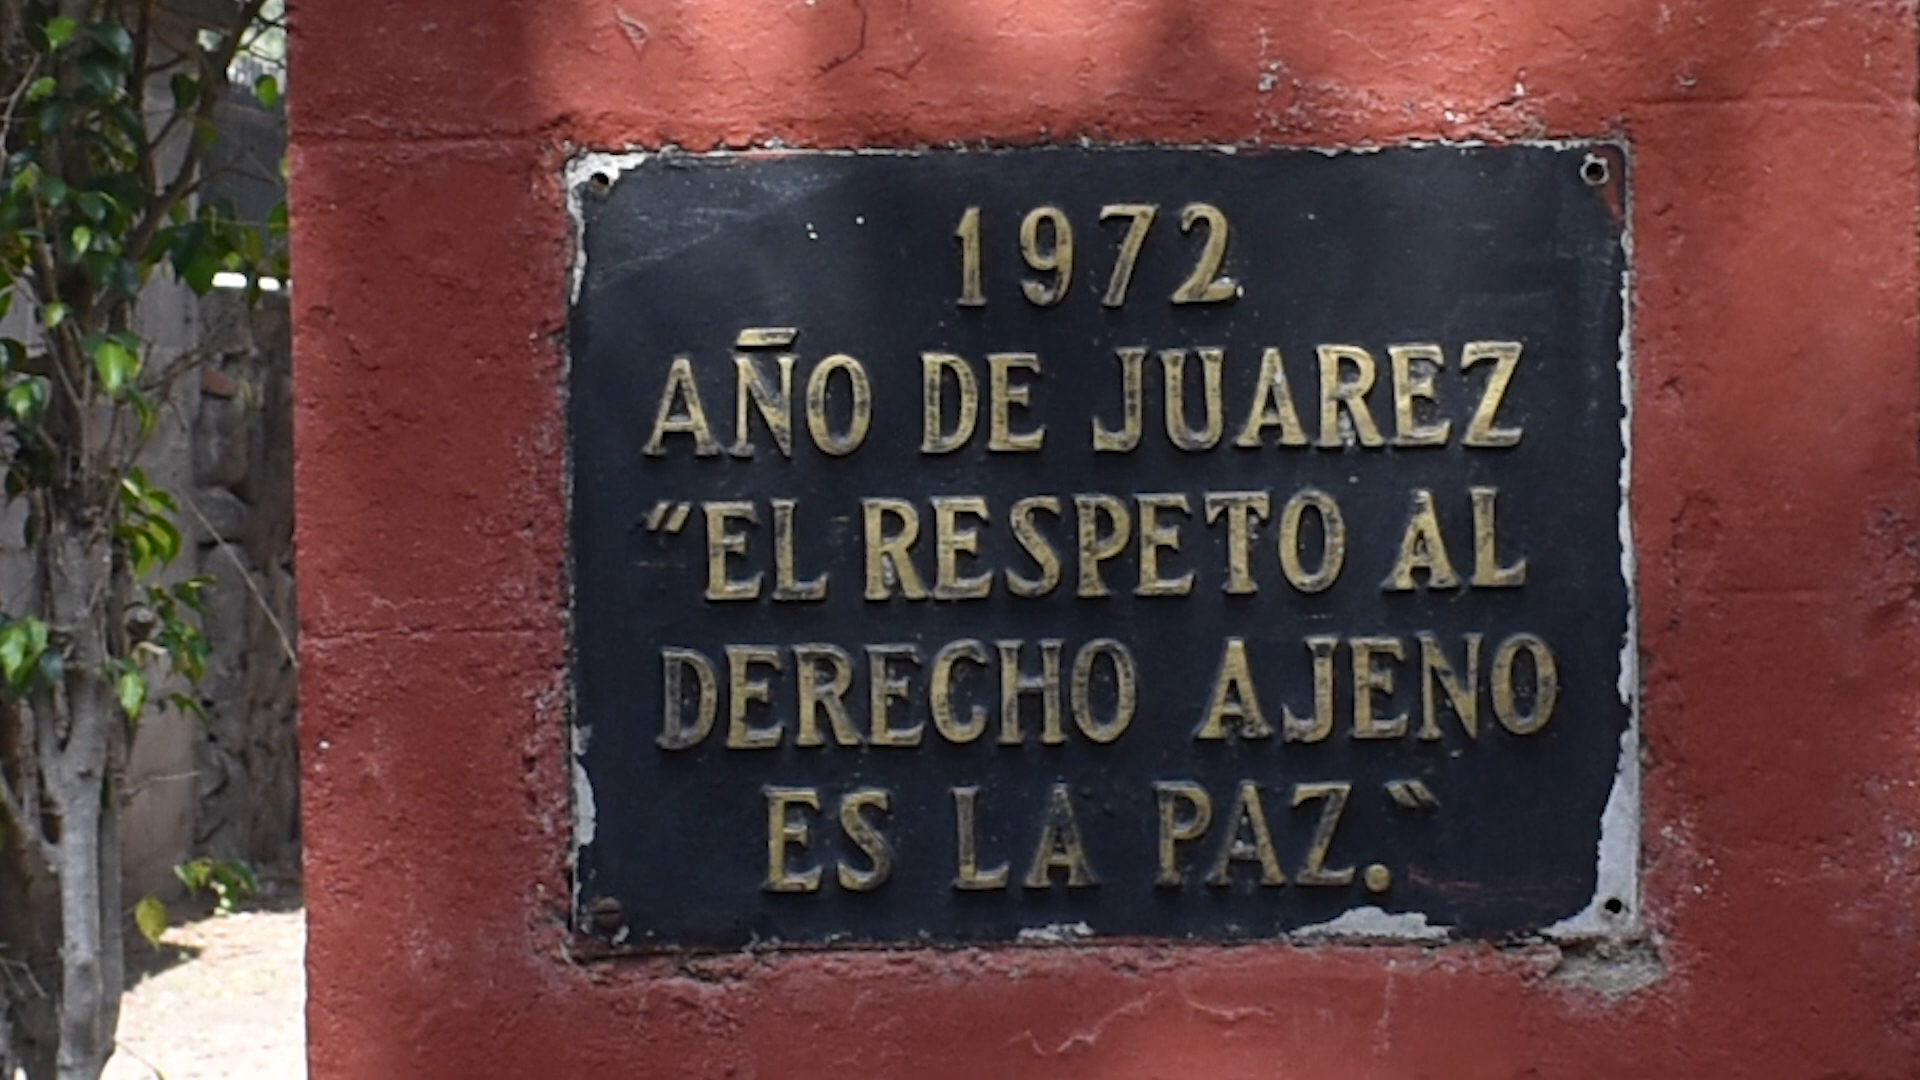 1972
AÑO DE JUAREZ
"EL RESPETO AL
DERECHO AJENO
ES LA PAZ."